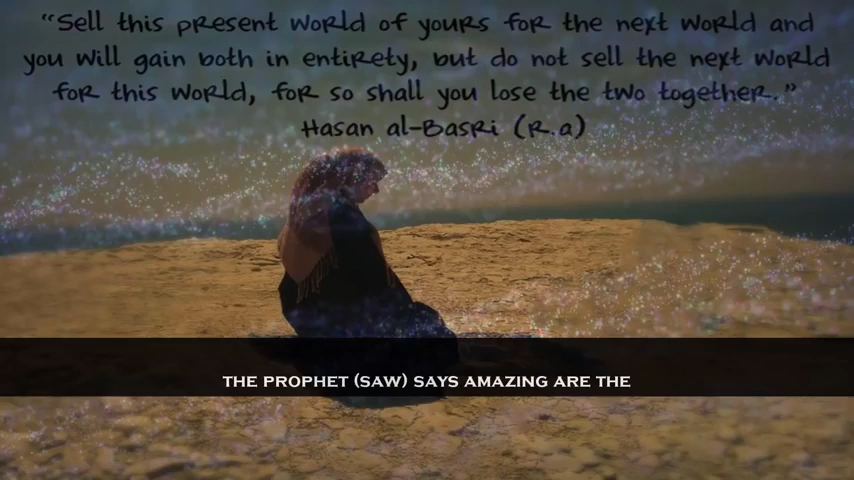 “Sell this present world of yours for the next world and
you will gain both in entirety, but do not sell the next world
for this world, for so shall you lose the two together.”
Hasan al-Basri (R.a)
THE PROPHET (SAW) SAYS AMAZING ARE THE